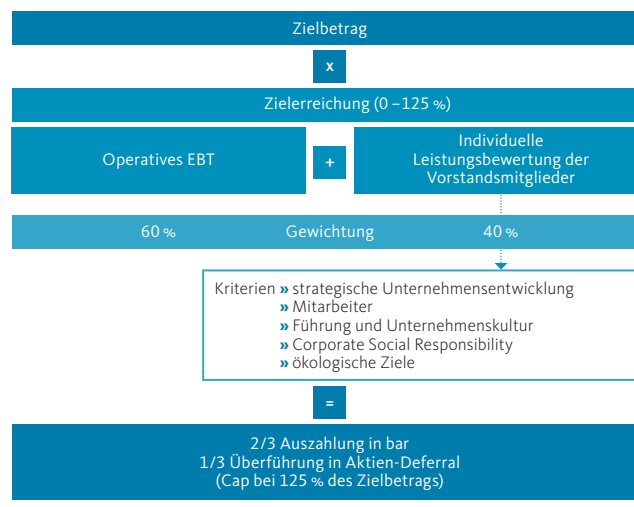 Zielbetrag
x
Zielerreichung (0 – 125 %)
Operatives EBT
+
Individuelle
Leistungsbewertung der
Vorstandsmitglieder
60 % Gewichtung 40 %
Kriterien » strategische Unternehmensentwicklung
» Mitarbeiter
» Führung und Unternehmenskultur
» Corporate Social Responsibility
» ökologische Ziele
=
2/3 Auszahlung in bar
1/3 Überführung in Aktien-Deferral
(Cap bei 125 % des Zielbetrags)